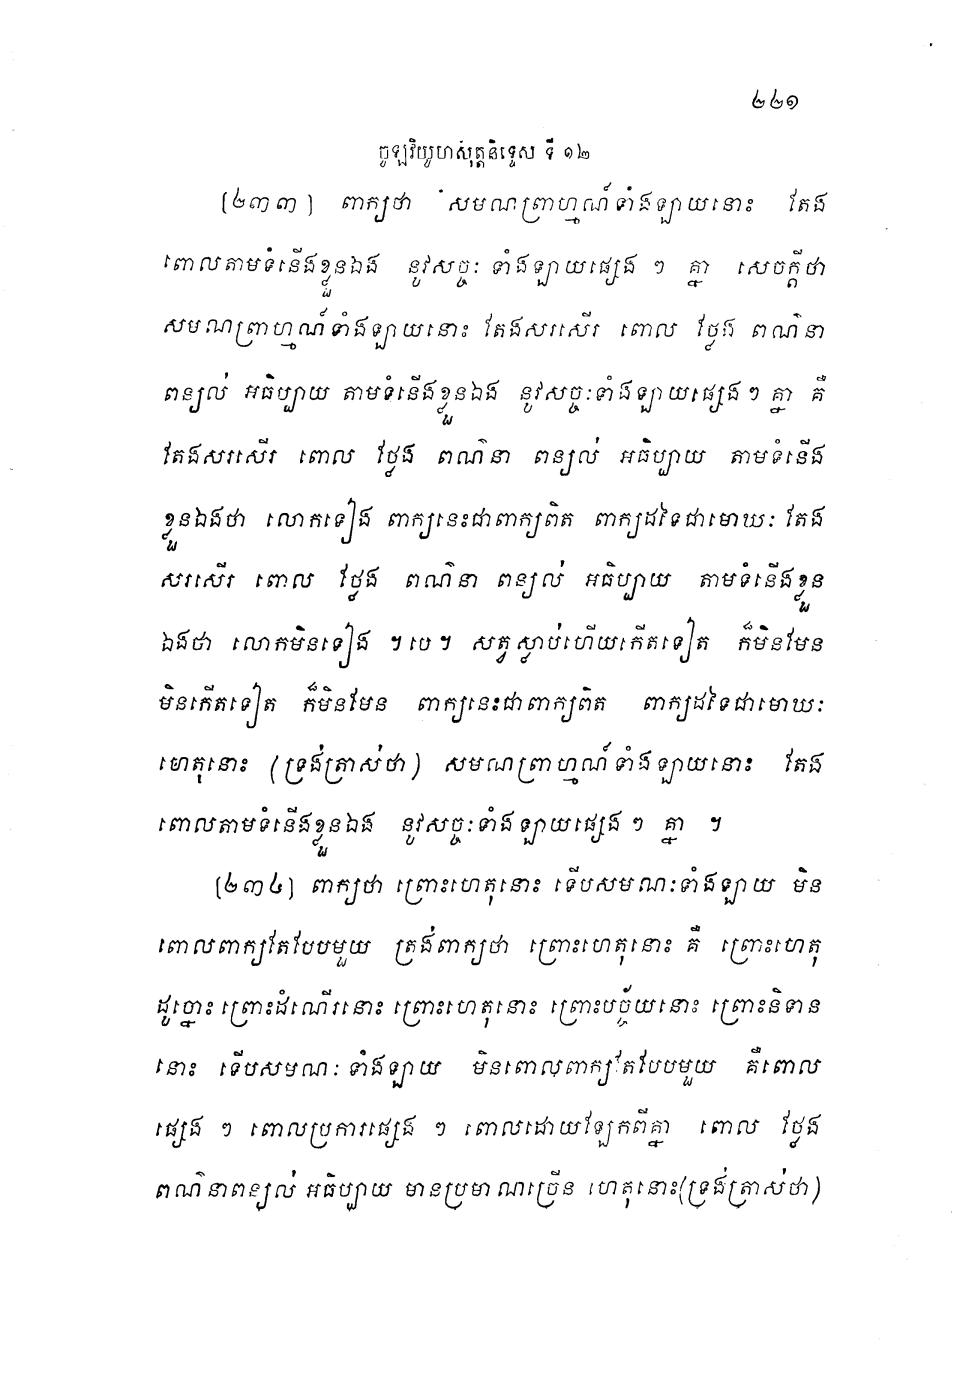 ២២១
ចូឡវិយូហសុត្តនិទ្ទេស ទី ១២
(២៣៣) ពាក្យថា សមណព្រាហ្មណ៍ទាំងឡាយនោះ តែង
ពោលតាមទំនើងខ្លួនឯង នូវសច្ចៈ ទាំងឡាយផ្សេង ៗ គ្នា សេចក្តីថា
សមណព្រាហ្មណ៍ទាំងឡាយនោះ តែងសរសើរ ពោល ថ្លែង ពណ៌នា
ពន្យល់ អធិប្បាយ តាមទំនើងខ្លួនឯង នូវសច្ចៈទាំងឡាយផ្សេង ៗ គ្នា គឺ
តែងសរសើរ ពោល ថ្លែង ពណ៌នា ពន្យល់ អធិប្បាយ តាមទំនើង
ខ្លួនឯងថា លោកទៀង ពាក្យនេះជាពាក្យពិត ពាក្យដទៃជាមោឃៈ តែង
សរសើរ ពោល ថ្លែង ពណ៌នា ពន្យល់ អធិប្បាយ តាមទំនើងខ្លួន
ឯងថា លោកមិនទៀង ។បេ។ សត្វស្លាប់ហើយកើតទៀត ក៏មិនមែន
មិនកើតទៀត ក៏មិនមែន ពាក្យនេះជាពាក្យពិត ពាក្យដទៃជាមោឃៈ
ហេតុនោះ (ទ្រង់ត្រាស់ថា) សមណព្រាហ្មណ៍ទាំងឡាយនោះ តែង
ពោលតាមទំនើងខ្លួនឯង នូវសច្ចៈទាំងឡាយផ្សេង ៗ គ្នា ។
(២៣៤) ពាក្យថា ព្រោះហេតុនោះ ទើបសមណៈទាំងឡាយ មិន
ពោលពាក្យតែបែបមួយ ត្រង់ពាក្យថា ព្រោះហេតុនោះ គឺ ព្រោះហេតុ
ដូច្នោះ ព្រោះដំណើរនោះ ព្រោះហេតុនោះ ព្រោះបច្ច័យនោះ ព្រោះនិទាន
នោះ ទើបសមណៈទាំងឡាយ មិនពោលពាក្យតែបែបមួយ គឺពោល
ផ្សេង ៗ ពោលប្រការផ្សេង ៗ ពោលដោយឡែកពីគ្នា ពោល ថ្លែង
ពណ៌នាពន្យល់ អធិប្បាយ មានប្រមាណច្រើន ហេតុនោះ(ទ្រង់ត្រាស់ថា)